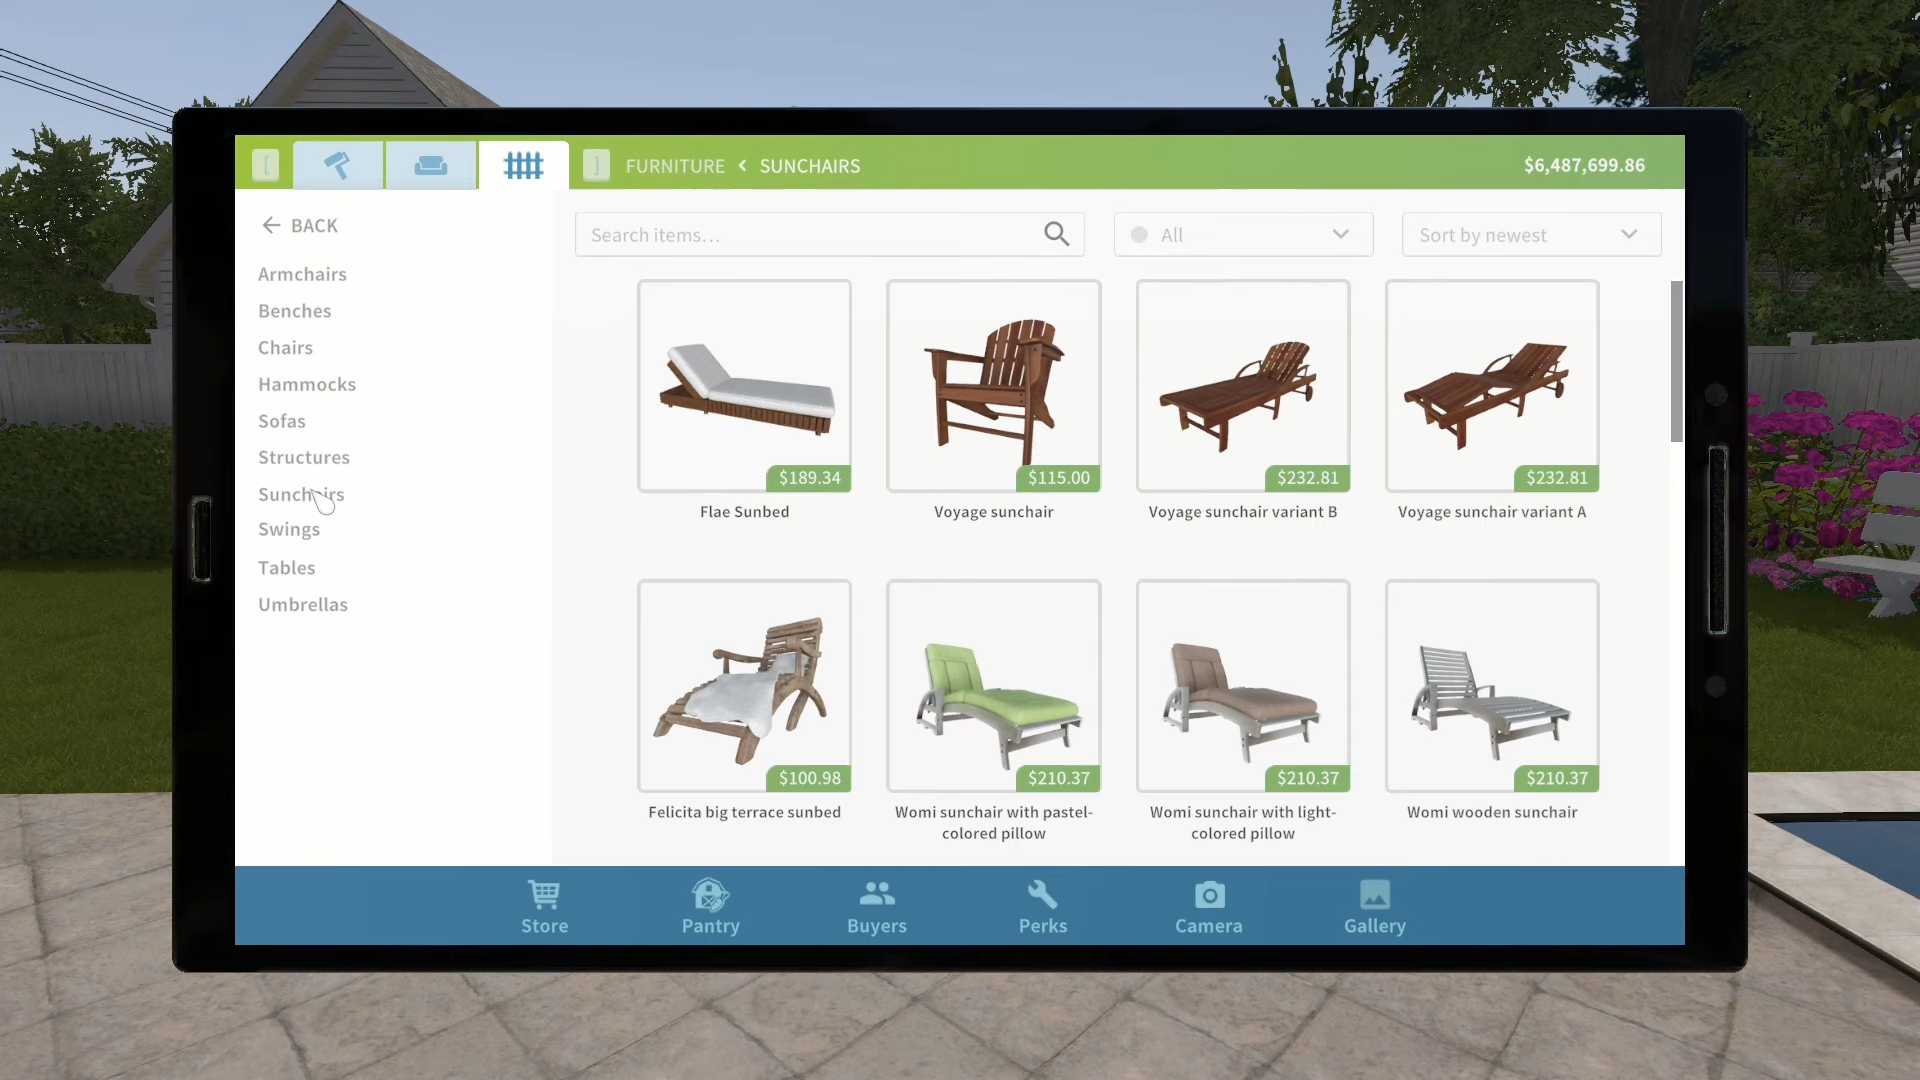 [
]
FURNITURE < SUNCHAIRS
$6,487,699.86
BACK
Armchairs
Benches
Chairs
Hammocks
Sofas
Structures
Sunchairs
Swings
Tables
Umbrellas
Search items...
All
Sort by newest
$189.34
$115.00
$232.81
$232.81
Flae Sunbed
Voyage sunchair
Voyage sunchair variant B
Voyage sunchair variant A
$100.98
$210.37
$210.37
$210.37
Felicita big terrace sunbed
Womi sunchair with pastel-
colored pillow
Womi sunchair with light-
colored pillow
Womi wooden sunchair
Store
Pantry
Buyers
Perks
Camera
Gallery